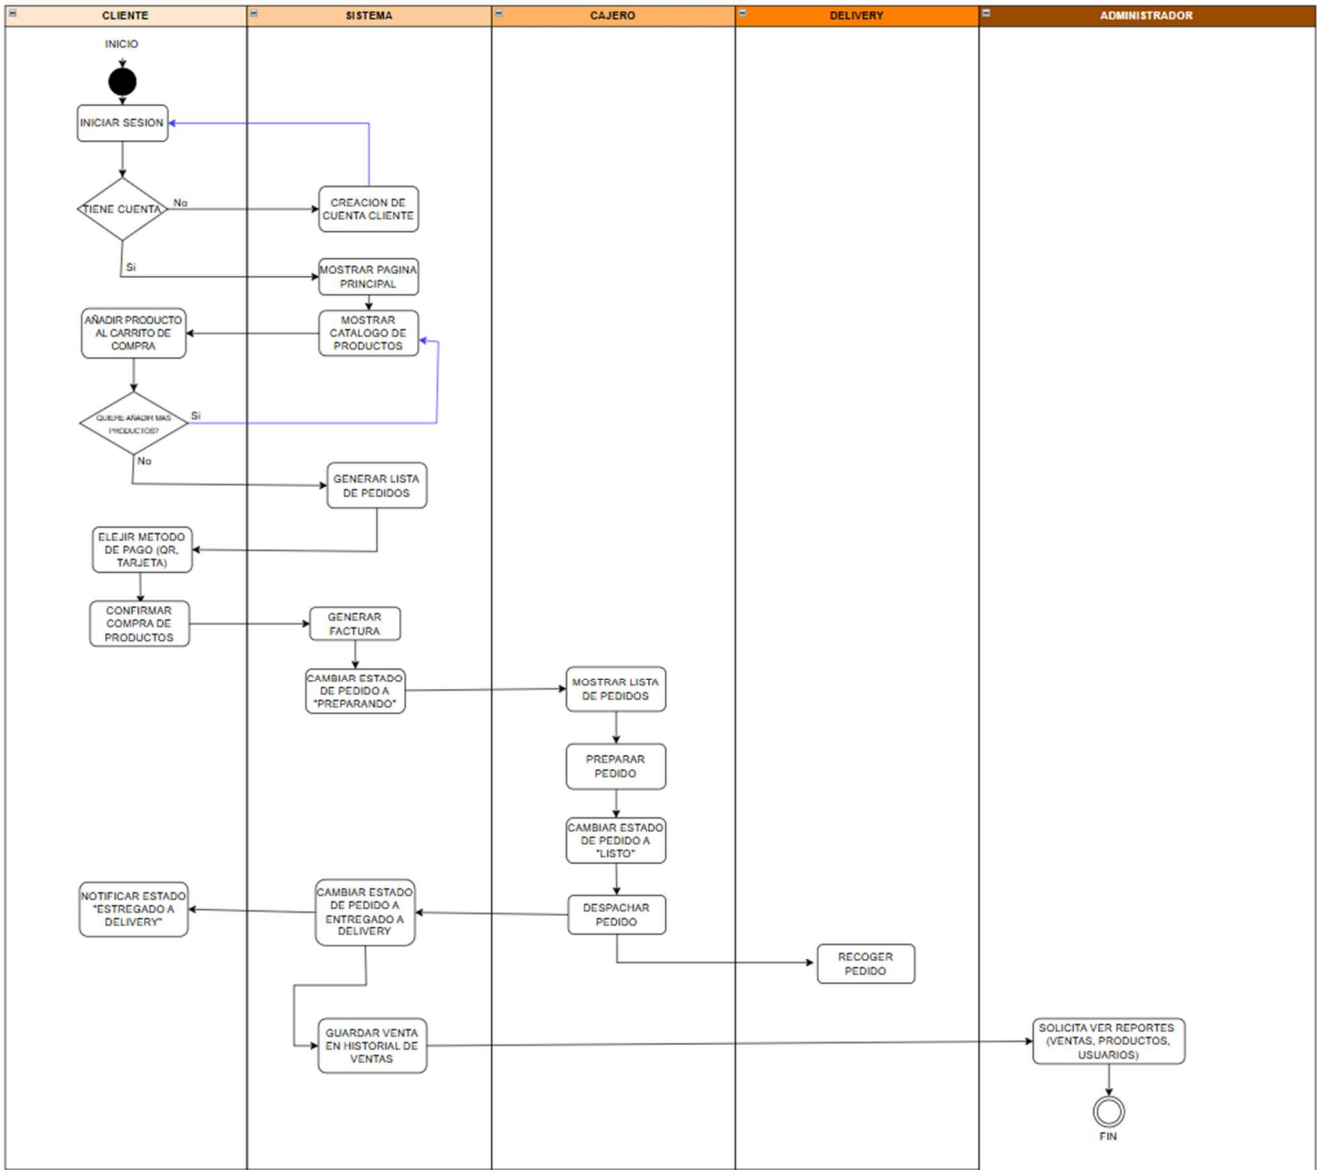 CLIENTE
SISTEMA
CAJERO
DELIVERY
ADMINISTRADOR
INICIO
INICIAR SESION
TIENE CUENTA
No
CREACION DE
CUENTA CLIENTE
Si
MOSTRAR PAGINA
PRINCIPAL
AÑADIR PRODUCTO
AL CARRITO DE
COMPRA
MOSTRAR
CATALOGO DE
PRODUCTOS
QUIERE AÑADIR MAS
PRODUCTOS?
Si
No
GENERAR LISTA
DE PEDIDOS
ELEJIR METODO
DE PAGO (QR,
TARJETA)
CONFIRMAR
COMPRA DE
PRODUCTOS
GENERAR
FACTURA
CAMBIAR ESTADO
DE PEDIDO A
"PREPARANDO"
MOSTRAR LISTA
DE PEDIDOS
PREPARAR
PEDIDO
CAMBIAR ESTADO
DE PEDIDO A
"LISTO"
NOTIFICAR ESTADO
"ESTREGADO A
DELIVERY"
CAMBIAR ESTADO
DE PEDIDO A
ENTREGADO A
DELIVERY
DESPACHAR
PEDIDO
RECOGER
PEDIDO
GUARDAR VENTA
EN HISTORIAL DE
VENTAS
SOLICITA VER REPORTES
(VENTAS, PRODUCTOS,
USUARIOS)
FIN